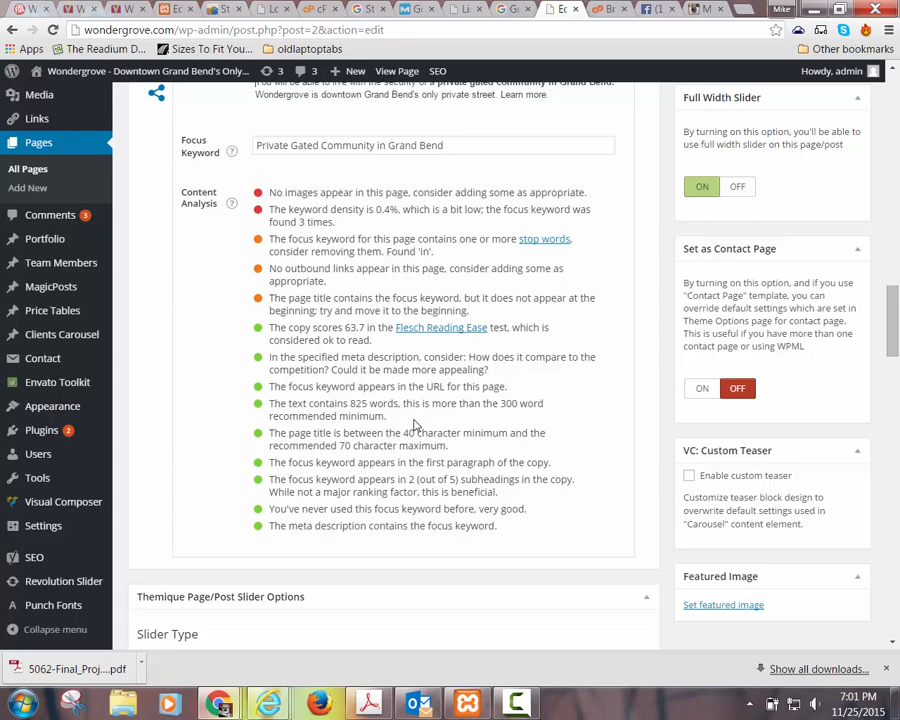 Mike
wondergrove.com/wp-admin/post.php?post=2&action=edit
Apps
The Readium D...
Sizes To Fit You...
oldlaptoptabs
Other bookmarks
Wondergrove - Downtown Grand Bend's Only...
3
3
New
View Page
SEO
Howdy, admin
Media
Links
Pages
All Pages
Add New
Comments 3
Portfolio
Team Members
MagicPosts
Price Tables
Clients Carousel
Contact
Envato Toolkit
Appearance
Plugins 2
Users
Tools
Visual Composer
Settings
SEO
Revolution Slider
Punch Fonts
Collapse menu
you'd be able to live with the security of a private gated community in Grand Bend.
Wondergrove is downtown Grand Bend's only private street. Learn more.
Focus
Keyword ?
Private Gated Community in Grand Bend
Content
Analysis ?
No images appear in this page, consider adding some as appropriate.
The keyword density is 0.4%, which is a bit low; the focus keyword was
found 3 times.
The focus keyword for this page contains one or more stop words,
consider removing them. Found 'in'.
No outbound links appear in this page, consider adding some as
appropriate.
The page title contains the focus keyword, but it does not appear at the
beginning; try and move it to the beginning.
The copy scores 63.7 in the Flesch Reading Ease test, which is
considered ok to read.
In the specified meta description, consider: How does it compare to the
competition? Could it be made more appealing?
The focus keyword appears in the URL for this page.
The text contains 825 words, this is more than the 300 word
recommended minimum.
The page title is between the 40 character minimum and the
recommended 70 character maximum.
The focus keyword appears in the first paragraph of the copy.
The focus keyword appears in 2 (out of 5) subheadings in the copy.
While not a major ranking factor, this is beneficial.
You've never used this focus keyword before, very good.
The meta description contains the focus keyword.
Themique Page/Post Slider Options
Slider Type
Full Width Slider
By turning on this option, you'll be able to
use full width slider on this page/post
ON
OFF
Set as Contact Page
By turning on this option, and if you use
"Contact Page" template, you can
override default settings which are set in
Theme Options page for contact page.
This is useful if you have more than one
contact page or using WPML
ON
OFF
VC: Custom Teaser
Enable custom teaser
Customize teaser block design to
overwrite default settings used in
"Carousel" content element.
Featured Image
Set featured image
5062-Final_Proj....pdf
Show all downloads...
7:01 PM
11/25/2015